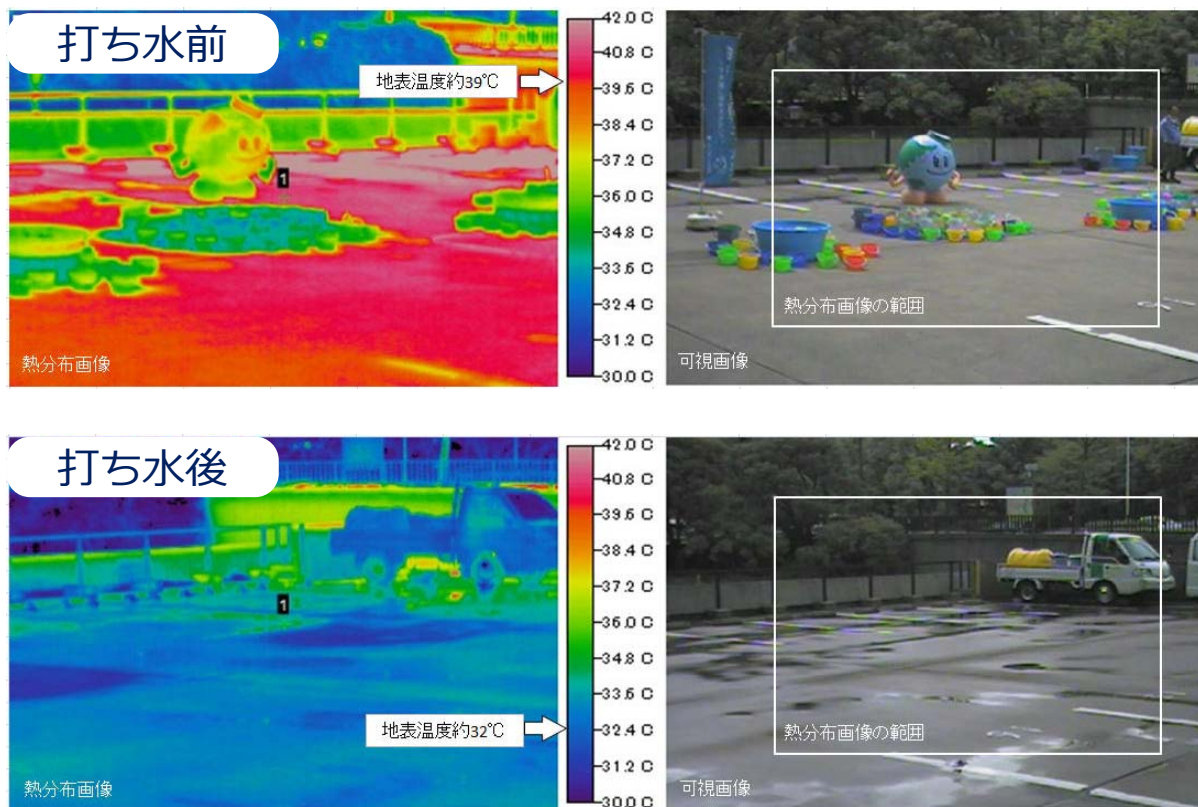 打ち水前
地表温度約39℃
42.0 C
40.8 C
39.6 C
38.4 C
37.2 C
36.0 C
34.8 C
33.6 C
32.4 C
31.2 C
30.0 C
1
熱分布画像
熱分布画像の範囲
可視画像
打ち水後
42.0 C
40.8 C
39.6 C
38.4 C
37.2 C
36.0 C
34.8 C
33.6 C
32.4 C
31.2 C
30.0 C
1
地表温度約32℃
熱分布画像
熱分布画像の範囲
可視画像